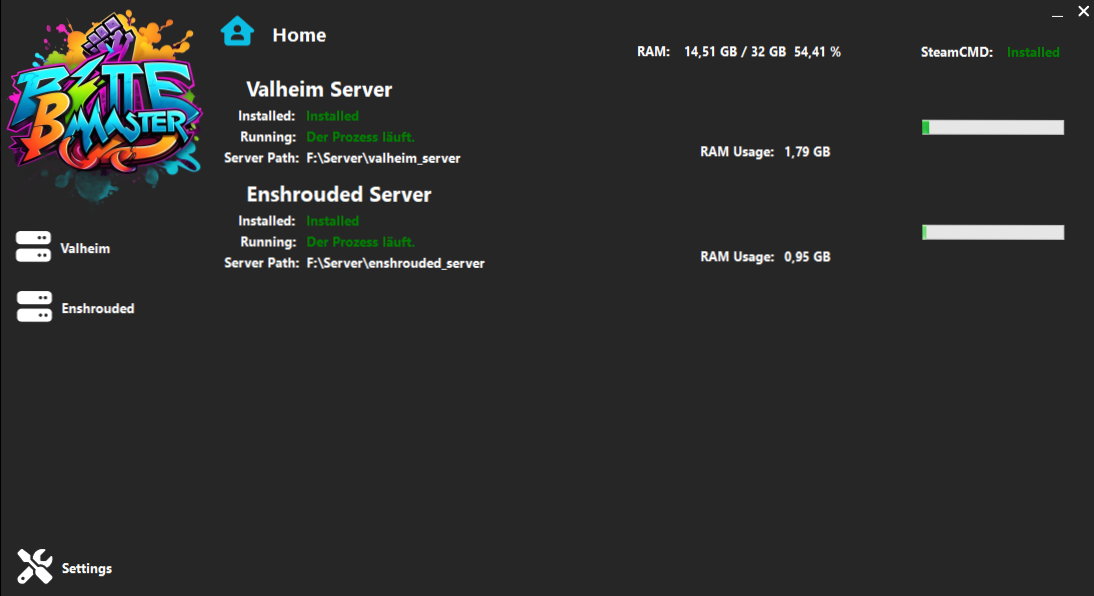 BYTTE
BMASTER
Home
RAM: 14,51 GB / 32 GB 54,41 %
SteamCMD: Installed
Valheim Server
Installed: Installed
Running: Der Prozess läuft.
RAM Usage: 1,79 GB
Server Path: F:\Server\valheim_server
Enshrouded Server
Installed: Installed
Running: Der Prozess läuft.
RAM Usage: 0,95 GB
Server Path: F:\Server\enshrouded_server
Valheim
Enshrouded
Settings